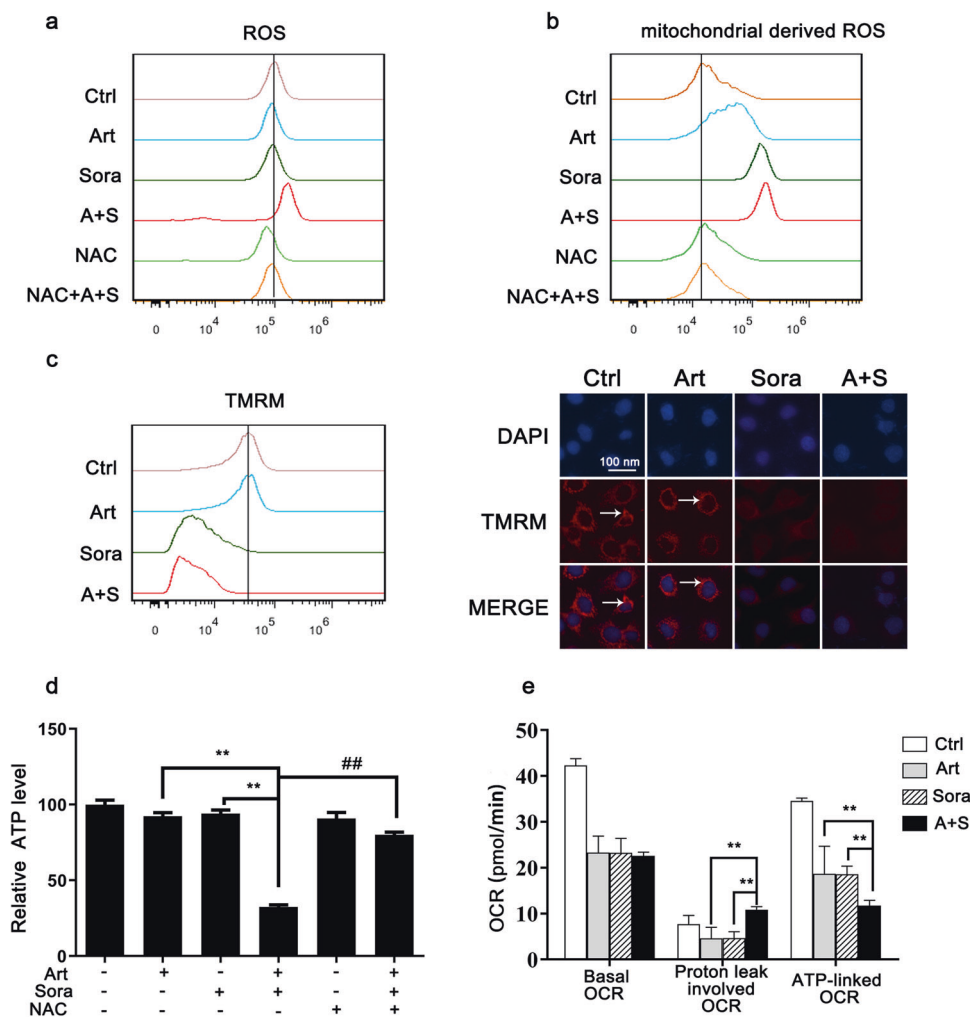 a
ROS
Ctrl
Art
Sora
A+S
NAC
NAC+A+S
0 10^4 10^5 10^6
b
mitochondrial derived ROS
Ctrl
Art
Sora
A+S
NAC
NAC+A+S
0 10^4 10^5 10^6
c
TMRM
Ctrl
Art
Sora
A+S
0 10^4 10^5 10^6
Ctrl Art Sora A+S
DAPI
100 nm
TMRM
MERGE
d
Relative ATP level
150
100
50
0
**
**
##
Art - + - + - +
Sora - - + + - +
NAC - - - - + +
e
OCR (pmol/min)
50
40
30
20
10
0
**
**
**
**
Ctrl
Art
Sora
A+S
Basal
OCR
Proton leak
involved
OCR
ATP-linked
OCR